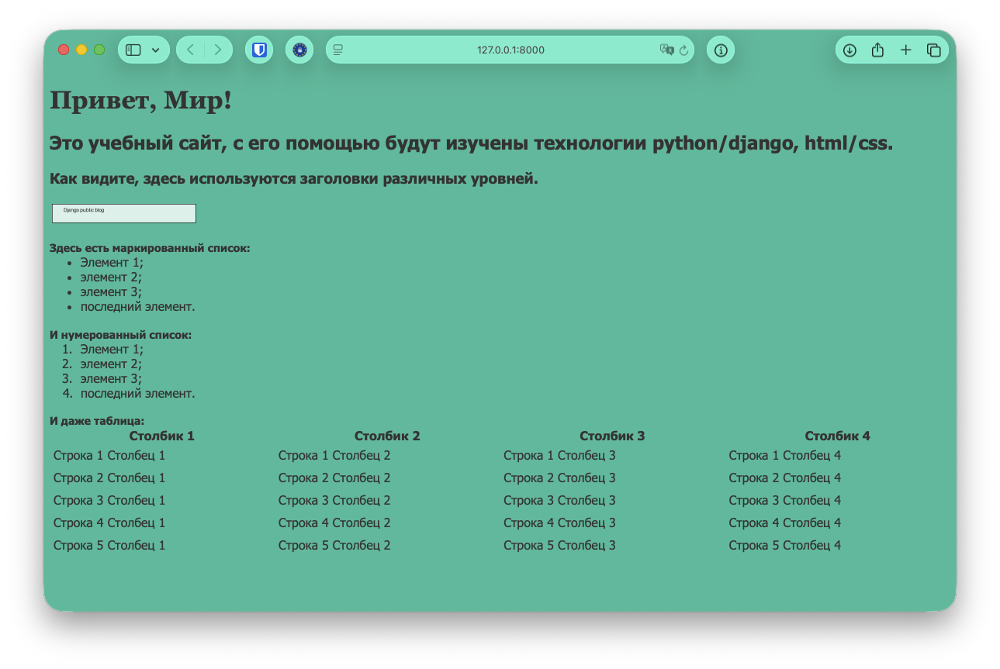 127.0.0.1:8000
Привет, Мир!
Это учебный сайт, с его помощью будут изучены технологии python/django, html/css.
Как видите, здесь используются заголовки различных уровней.
Django public blog
Здесь есть маркированный список:
• Элемент 1;
• элемент 2;
• элемент 3;
• последний элемент.
И нумерованный список:
1. Элемент 1;
2. элемент 2;
3. элемент 3;
4. последний элемент.
И даже таблица:
Столбик 1 Столбик 2 Столбик 3 Столбик 4
Строка 1 Столбец 1 Строка 1 Столбец 2 Строка 1 Столбец 3 Строка 1 Столбец 4
Строка 2 Столбец 1 Строка 2 Столбец 2 Строка 2 Столбец 3 Строка 2 Столбец 4
Строка 3 Столбец 1 Строка 3 Столбец 2 Строка 3 Столбец 3 Строка 3 Столбец 4
Строка 4 Столбец 1 Строка 4 Столбец 2 Строка 4 Столбец 3 Строка 4 Столбец 4
Строка 5 Столбец 1 Строка 5 Столбец 2 Строка 5 Столбец 3 Строка 5 Столбец 4